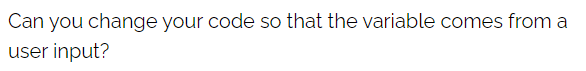 Can you change your code so that the variable comes from a
user input?